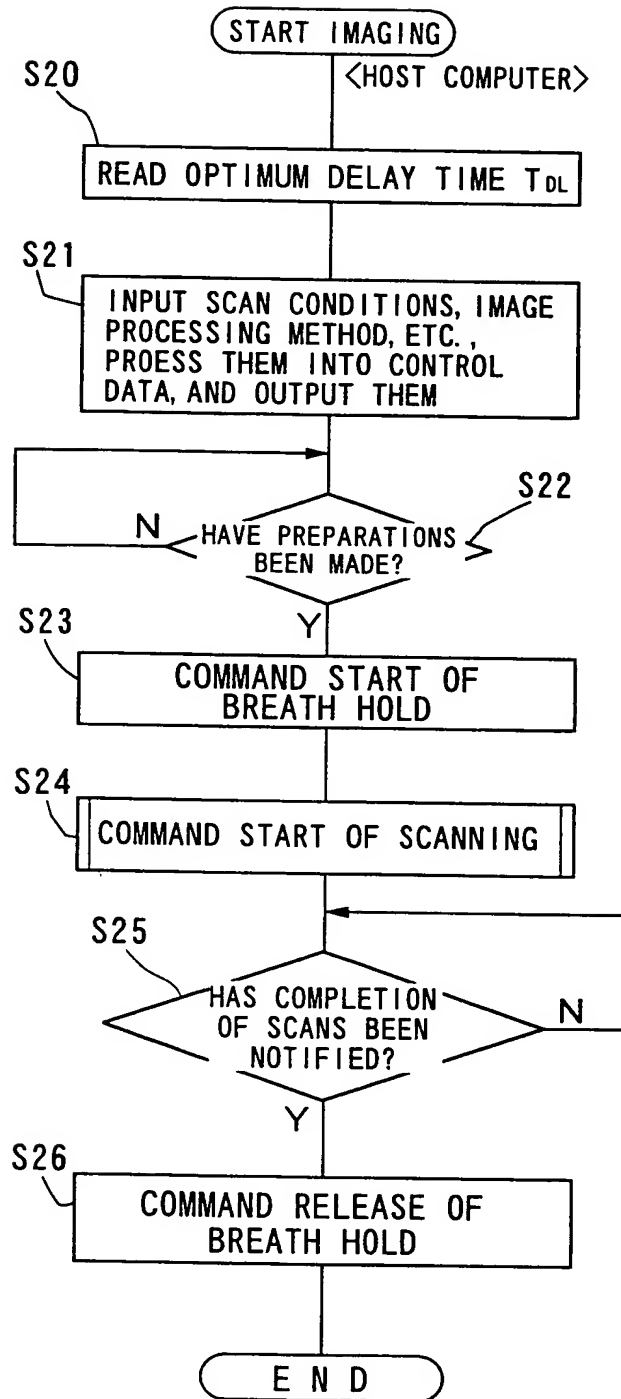 START IMAGING
<HOST COMPUTER>
S20
READ OPTIMUM DELAY TIME TDL
S21
INPUT SCAN CONDITIONS, IMAGE
PROCESSING METHOD, ETC.,
PROESS THEM INTO CONTROL
DATA, AND OUTPUT THEM
S22
N
HAVE PREPARATIONS
BEEN MADE?
Y
S23
COMMAND START OF
BREATH HOLD
S24
COMMAND START OF SCANNING
S25
HAS COMPLETION
OF SCANS BEEN
NOTIFIED?
N
Y
S26
COMMAND RELEASE OF
BREATH HOLD
END